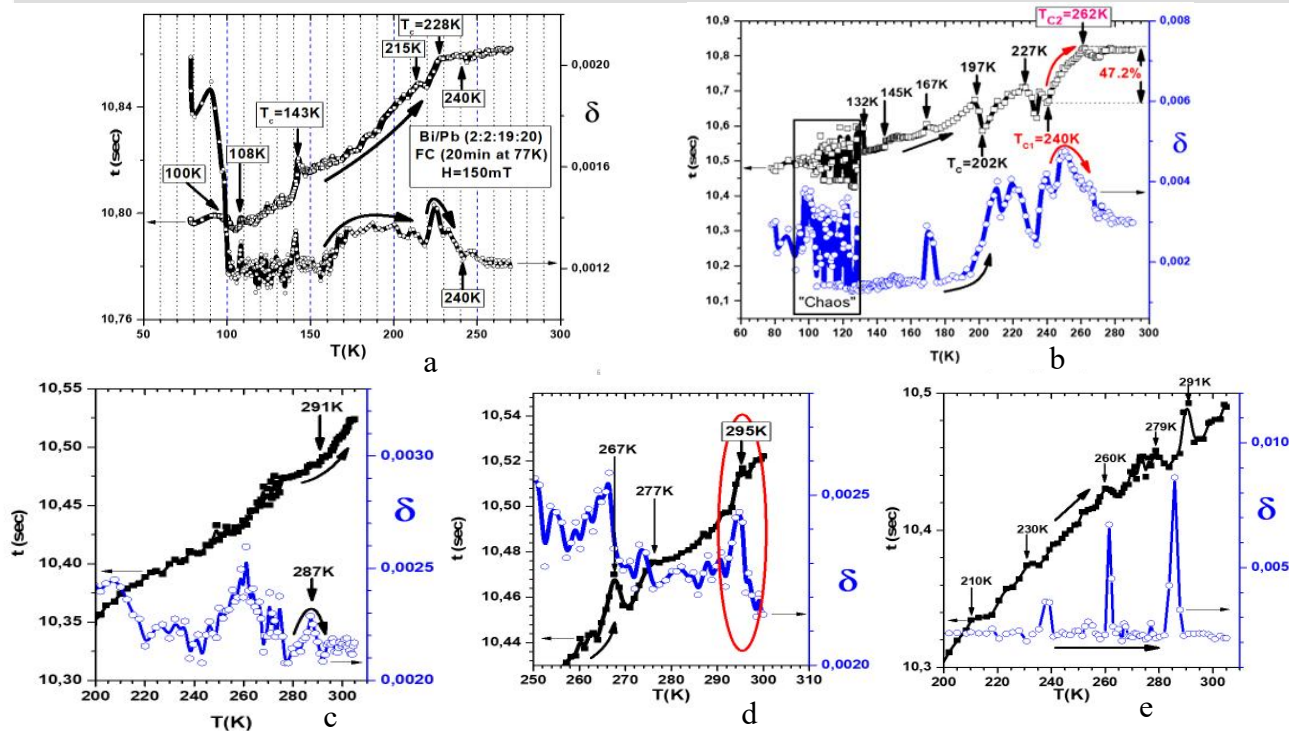 10,84
10,80
10,76
t (sec)
50
100
150
200
250
300
T(K)
0,0020
0,0016
0,0012
δ
100K
108K
Tc=143K
215K
Tc=228K
240K
Bi/Pb (2:2:19:20)
FC (20min at 77K)
H=150mT
240K
a
10,9
10,8
10,7
10,6
10,5
10,4
10,3
10,2
10,1
t (sec)
60 80 100 120 140 160 180 200 220 240 260 280 300
T(K)
0,008
0,006
0,004
0,002
δ
132K
145K
167K
197K
227K
TC2=262K
47.2%
TC1=240K
Tc=202K
"Chaos"
b
10,55
10,50
10,45
10,40
10,35
10,30
t (sec)
200 220 240 260 280 300
T(K)
0,0030
0,0025
0,0020
δ
291K
287K
c
10,54
10,52
10,50
10,48
10,46
10,44
t (sec)
250 260 270 280 290 300 310
T(K)
0,0025
0,0020
δ
267K
277K
295K
d
10,5
10,4
10,3
t (sec)
200 220 240 260 280 300
T(K)
0,010
0,005
δ
210K
230K
260K
279K
291K
e